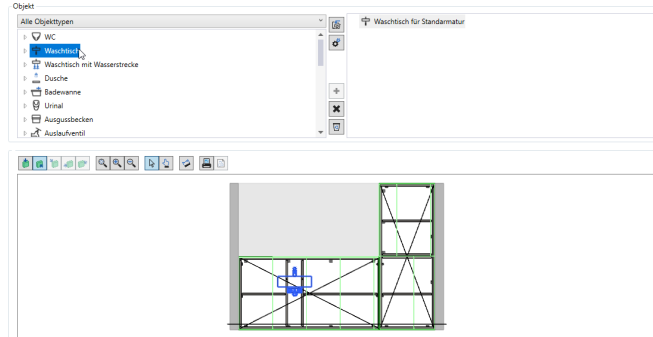 Objekt
Alle Objekttypen
WC
Waschtisch
Waschtisch mit Wasserstrecke
Dusche
Badewanne
Urinal
Ausgussbecken
Auslaufventil
Waschtisch für Standarmatur